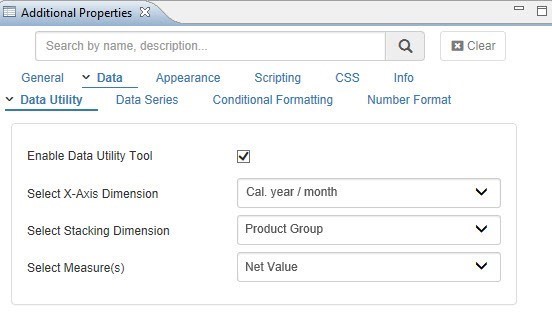 Additional Properties
Search by name, description...
Clear
General Data Appearance Scripting CSS Info
Data Utility Data Series Conditional Formatting Number Format
Enable Data Utility Tool
Select X-Axis Dimension Cal. year / month
Select Stacking Dimension Product Group
Select Measure(s) Net Value